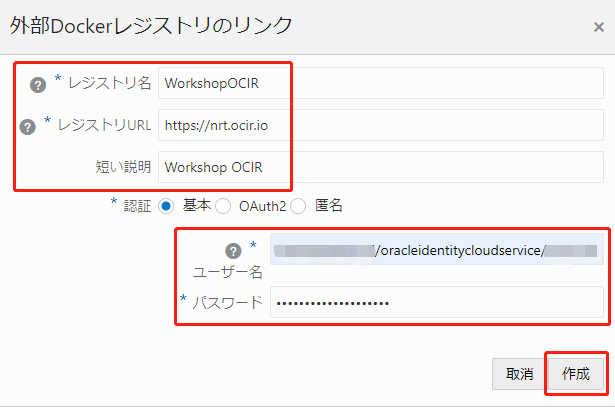 外部Dockerレジストリのリンク ×
? * レジストリ名 WorkshopOCIR
? * レジストリURL https://nrt.ocir.io
短い説明 Workshop OCIR
* 認証 基本 OAuth2 匿名
? *
ユーザー名 /oracleidentitycloudservice/
* パスワード ••••••••••••••••••••
取消 作成